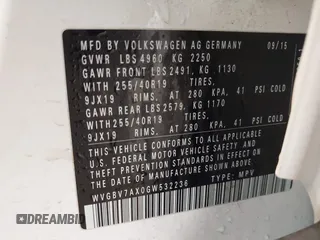 MFD BY VOLKSWAGEN AG GERMANY 09/15
GVWR LBS 4960 KG 2250
GAWR FRONT LBS 2491, KG 1130
WITH 255/40R19 TIRES,
9JX19 RIMS AT 280 KPA, 41 PSI COLD
GAWR REAR LBS 2579, KG 1170
WITH 255/40R19 TIRES,
9JX19 RIMS AT 280 KPA, 41 PSI COLD
THIS VEHICLE CONFORMS TO ALL APPLICABLE
U.S. FEDERAL MOTOR VEHICLE SAFETY AND
THEFT PREVENTION STANDARDS IN EFFECT ON
THE DATE OF MANUFACTURE SHOWN ABOVE.
WVGBV7AX0GW532236 TYPE: MPV
DEALERSHIP.COM